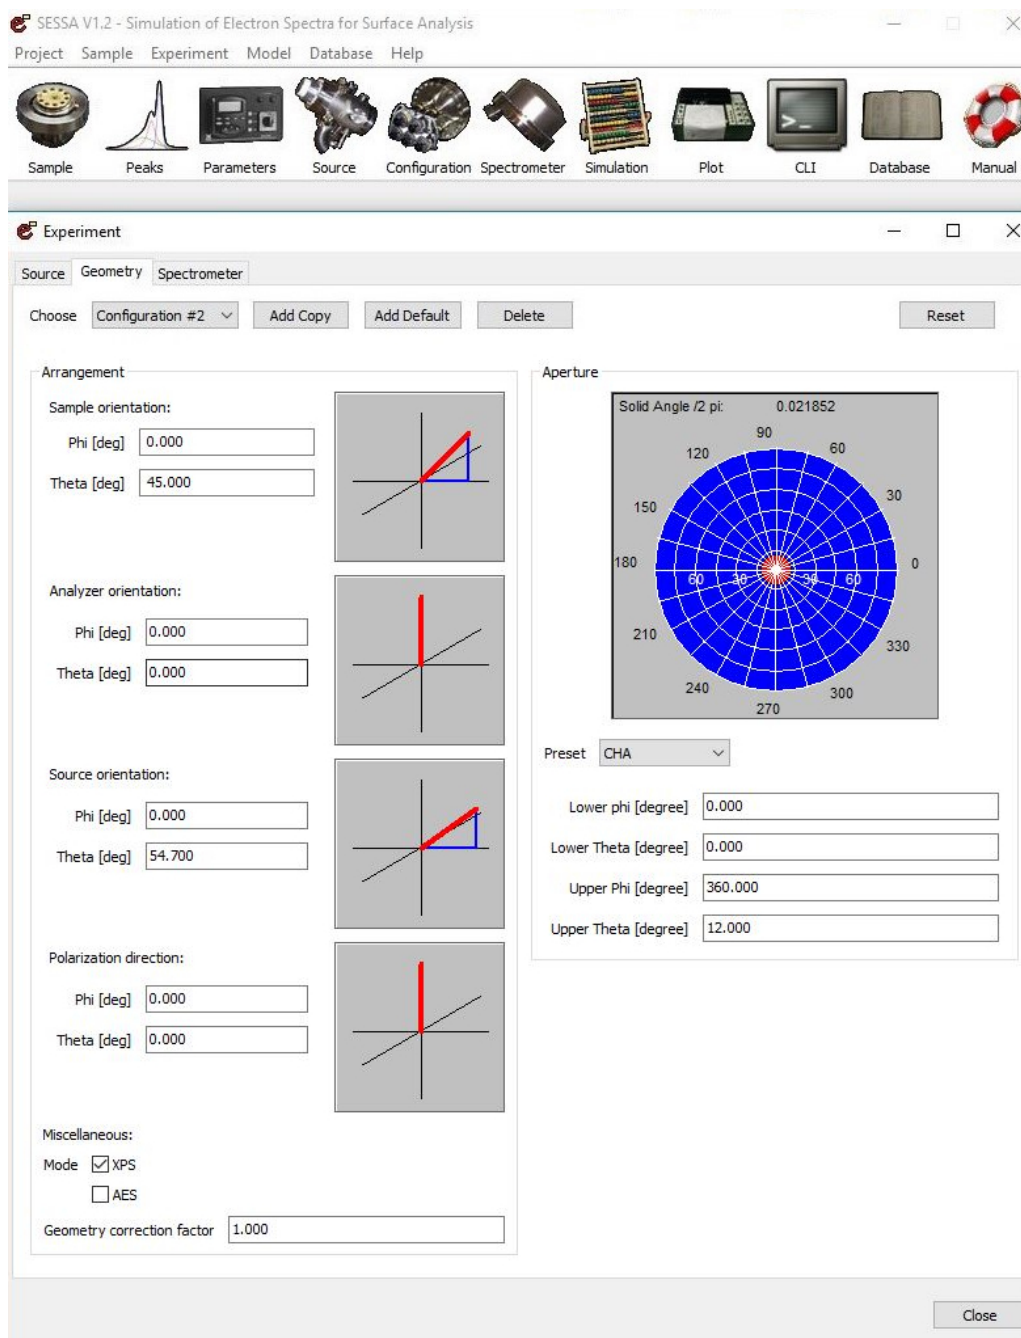 SESSA V1.2 - Simulation of Electron Spectra for Surface Analysis
Project Sample Experiment Model Database Help
Sample Peaks Parameters Source Configuration Spectrometer Simulation Plot CLI Database Manual
Experiment
Source Geometry Spectrometer
Choose Configuration #2 Add Copy Add Default Delete Reset
Arrangement
Sample orientation:
Phi [deg] 0.000
Theta [deg] 45.000
Analyzer orientation:
Phi [deg] 0.000
Theta [deg] 0.000
Source orientation:
Phi [deg] 0.000
Theta [deg] 54.700
Polarization direction:
Phi [deg] 0.000
Theta [deg] 0.000
Miscellaneous:
Mode XPS
AES
Geometry correction factor 1.000
Aperture
Solid Angle /2 pi: 0.021852
90
120 60
150 30
180 60 30 30 60 0
210 330
240 300
270
Preset CHA
Lower phi [degree] 0.000
Lower Theta [degree] 0.000
Upper Phi [degree] 360.000
Upper Theta [degree] 12.000
Close